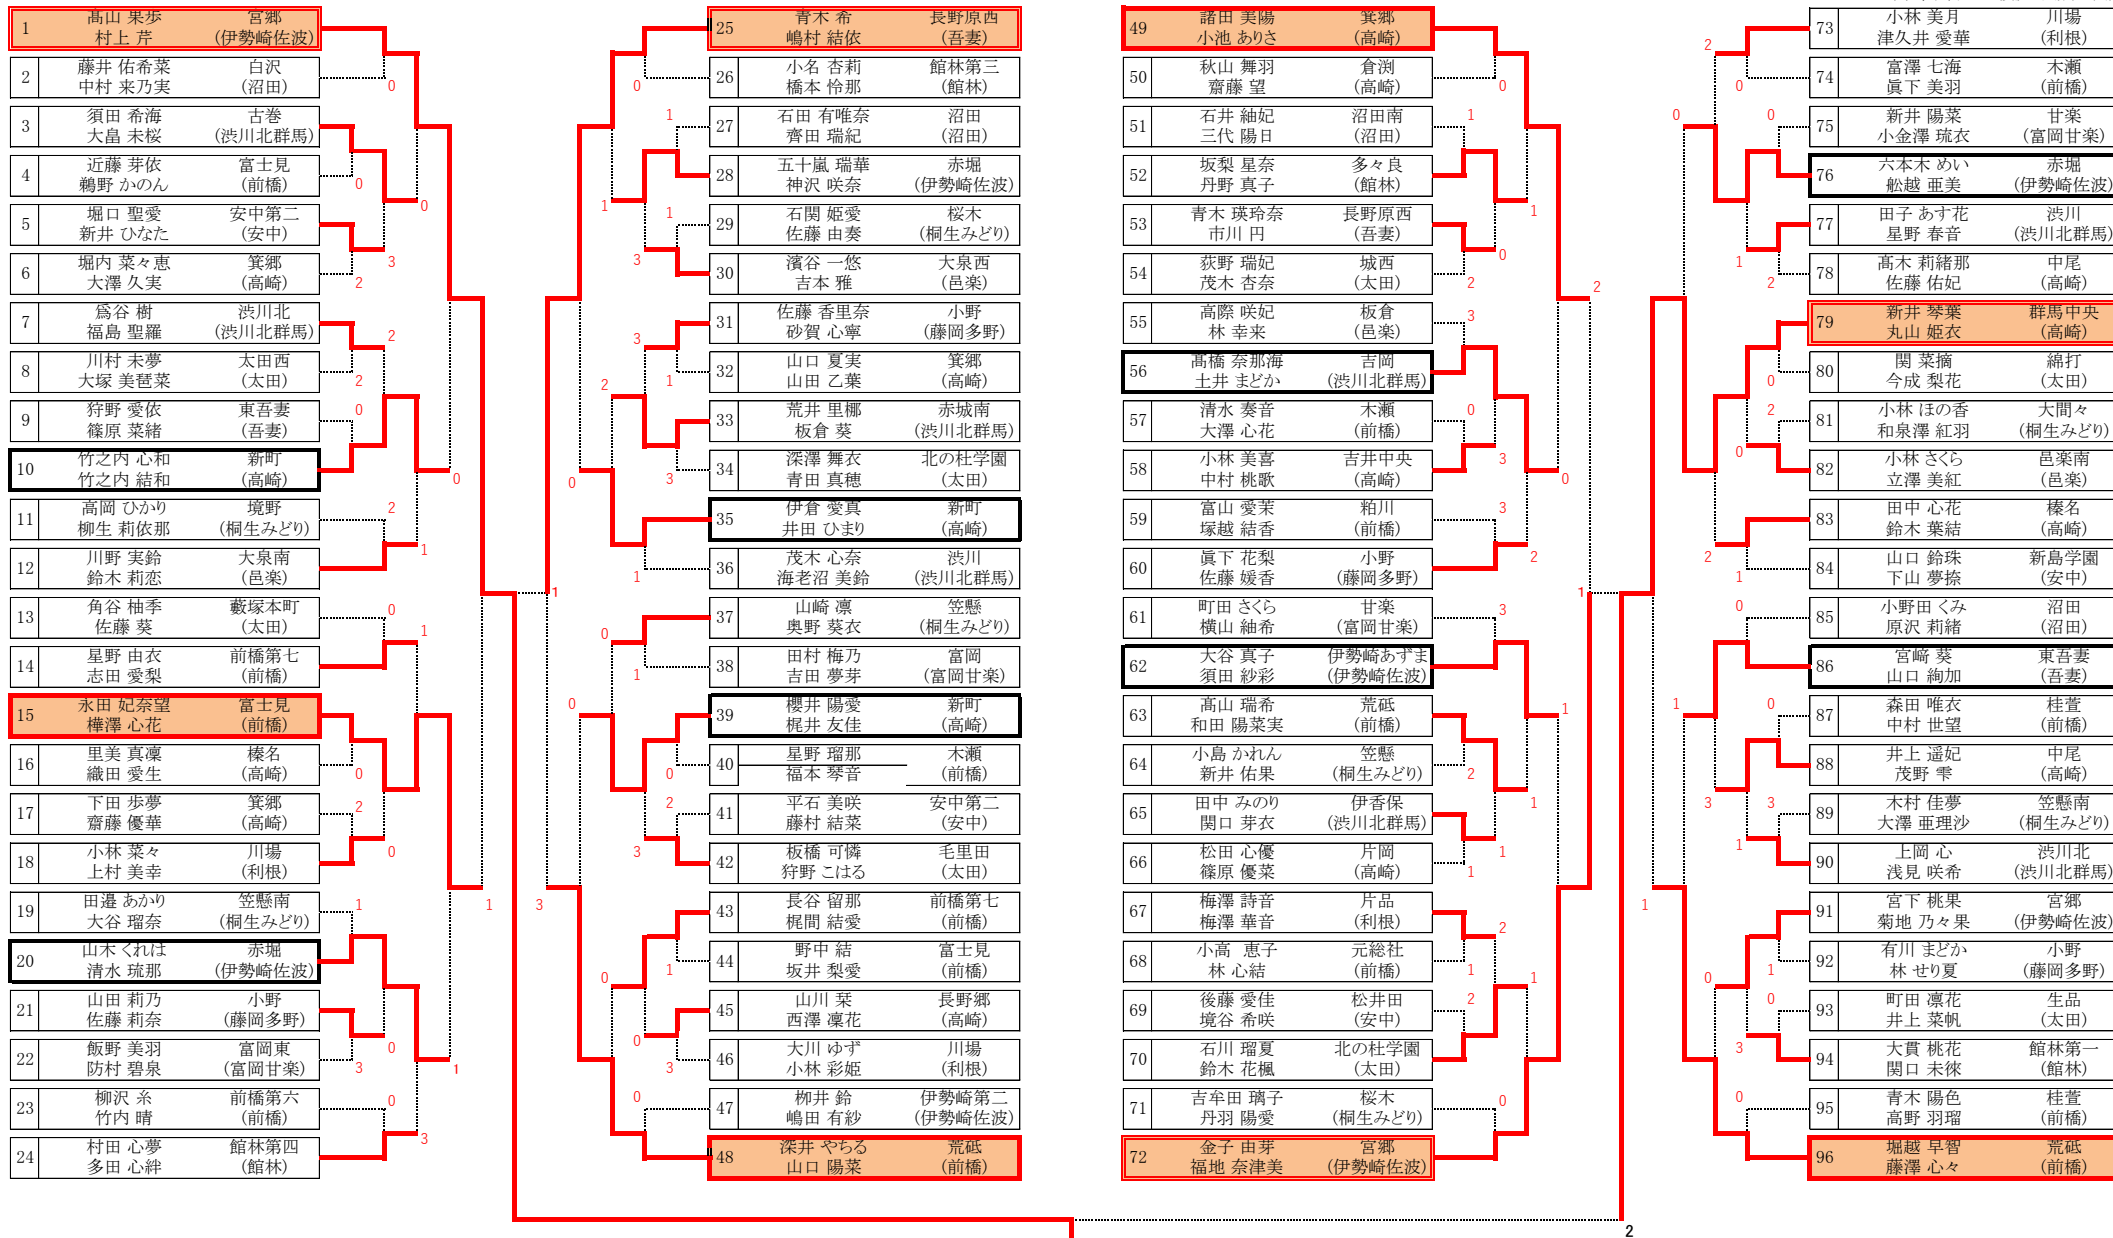 1 髙山 果歩 宮郷
村上 芹 (伊勢崎佐波)
2 藤井 佑希菜 白沢
中村 来乃実 (沼田)
3 須田 希海 古巻
大畠 未桜 (渋川北群馬)
4 近藤 芽依 富士見
鵜野 かのん (前橋)
5 堀口 聖愛 安中第二
新井 ひなた (安中)
6 堀内 菜々恵 箕郷
大澤 久実 (高崎)
7 爲谷 樹 渋川北
福島 聖羅 (渋川北群馬)
8 川村 未夢 太田西
大塚 美琶菜 (太田)
9 狩野 愛依 東吾妻
篠原 菜緒 (吾妻)
10 竹之内 心和 新町
竹之内 結和 (高崎)
11 高岡 ひかり 境野
柳生 莉依那 (桐生みどり)
12 川野 実鈴 大泉南
鈴木 莉恋 (邑楽)
13 角谷 柚季 藪塚本町
佐藤 葵 (太田)
14 星野 由衣 前橋第七
志田 愛梨 (前橋)
15 永田 妃奈望 富士見
樺澤 心花 (前橋)
16 里美 真凜 榛名
織田 愛生 (高崎)
17 下田 歩夢 箕郷
齋藤 優華 (高崎)
18 小林 菜々 川場
上村 美幸 (利根)
19 田邉 あかり 笠懸南
大谷 瑠奈 (桐生みどり)
20 山木 くれは 赤堀
清水 琉那 (伊勢崎佐波)
21 山田 莉乃 小野
佐藤 莉奈 (藤岡多野)
22 飯野 美羽 富岡東
防村 碧泉 (富岡甘楽)
23 柳沢 糸 前橋第六
竹内 晴 (前橋)
24 村田 心夢 館林第四
多田 心絆 (館林)
25 青木 希 長野原西
嶋村 結依 (吾妻)
26 小名 杏莉 館林第三
橋本 怜那 (館林)
27 石田 有唯奈 沼田
齊田 瑞紀 (沼田)
28 五十嵐 瑞華 赤堀
神沢 咲奈 (伊勢崎佐波)
29 石関 姫愛 桜木
佐藤 由奏 (桐生みどり)
30 濱谷 一悠 大泉西
吉本 雅 (邑楽)
31 佐藤 香里奈 小野
砂賀 心寧 (藤岡多野)
32 山口 夏実 箕郷
山田 乙葉 (高崎)
33 荒井 里梛 赤城南
板倉 葵 (渋川北群馬)
34 深澤 舞衣 北の杜学園
青田 真穂 (太田)
35 伊倉 愛真 新町
井田 ひまり (高崎)
36 茂木 心奈 渋川
海老沼 美鈴 (渋川北群馬)
37 山崎 凛 笠懸
奥野 葵衣 (桐生みどり)
38 田村 梅乃 富岡
吉田 夢芽 (富岡甘楽)
39 櫻井 陽愛 新町
梶井 友佳 (高崎)
40 星野 瑠那 木瀬
福本 琴音 (前橋)
41 平石 美咲 安中第二
藤村 結菜 (安中)
42 板橋 可憐 毛里田
狩野 こはる (太田)
43 長谷 留那 前橋第七
梶間 結愛 (前橋)
44 野中 結 富士見
坂井 梨愛 (前橋)
45 山川 栞 長野郷
西澤 凜花 (高崎)
46 大川 ゆず 川場
小林 彩姫 (利根)
47 栁井 鈴 伊勢崎第二
嶋田 有紗 (伊勢崎佐波)
48 深井 やちる 荒砥
山口 陽菜 (前橋)
49 諸田 美陽 箕郷
小池 ありさ (高崎)
50 秋山 舞羽 倉渕
齋藤 望 (高崎)
51 石井 紬妃 沼田南
三代 陽日 (沼田)
52 坂梨 星奈 多々良
丹野 真子 (館林)
53 青木 瑛玲奈 長野原西
市川 円 (吾妻)
54 荻野 瑞妃 城西
茂木 杏奈 (太田)
55 高際 咲妃 板倉
林 幸来 (邑楽)
56 髙橋 奈那海 吉岡
土井 まどか (渋川北群馬)
57 清水 奏音 木瀬
大澤 心花 (前橋)
58 小林 美喜 吉井中央
中村 桃歌 (高崎)
59 富山 愛茉 粕川
塚越 結香 (前橋)
60 眞下 花梨 小野
佐藤 媛香 (藤岡多野)
61 町田 さくら 甘楽
横山 紬希 (富岡甘楽)
62 大谷 真子 伊勢崎あずま
須田 紗彩 (伊勢崎佐波)
63 髙山 瑞希 荒砥
和田 陽菜実 (前橋)
64 小島 かれん 笠懸
新井 佑果 (桐生みどり)
65 田中 みのり 伊香保
関口 芽衣 (渋川北群馬)
66 松田 心優 片岡
篠原 優菜 (高崎)
67 梅澤 詩音 片品
梅澤 華音 (利根)
68 小高 恵子 元総社
林 心結 (前橋)
69 後藤 愛佳 松井田
境谷 希咲 (安中)
70 石川 瑠夏 北の杜学園
鈴木 花楓 (太田)
71 吉牟田 璃子 桜木
丹羽 陽愛 (桐生みどり)
72 金子 由芽 宮郷
福地 奈津美 (伊勢崎佐波)
73 小林 美月 川場
津久井 愛華 (利根)
74 富澤 七海 木瀬
眞下 美羽 (前橋)
75 新井 陽菜 甘楽
小金澤 琉衣 (富岡甘楽)
76 六本木 めい 赤堀
舩越 亜美 (伊勢崎佐波)
77 田子 あす花 渋川
星野 春音 (渋川北群馬)
78 髙木 莉緒那 中尾
佐藤 佑妃 (高崎)
79 新井 琴葉 群馬中央
丸山 姫衣 (高崎)
80 関 菜摘 綿打
今成 梨花 (太田)
81 小林 ほの香 大間々
和泉澤 紅羽 (桐生みどり)
82 小林 さくら 邑楽南
立澤 美紅 (邑楽)
83 田中 心花 榛名
鈴木 葉結 (高崎)
84 山口 鈴珠 新島学園
下山 夢捺 (安中)
85 小野田 くみ 沼田
原沢 莉緒 (沼田)
86 宮﨑 葵 東吾妻
山口 絢加 (吾妻)
87 森田 唯衣 桂萱
中村 世望 (前橋)
88 井上 遥妃 中尾
茂野 雫 (高崎)
89 木村 佳夢 笠懸南
大澤 亜理沙 (桐生みどり)
90 上岡 心 渋川北
浅見 咲希 (渋川北群馬)
91 宮下 桃果 宮郷
菊地 乃々果 (伊勢崎佐波)
92 有川 まどか 小野
林 せり夏 (藤岡多野)
93 町田 凛花 生品
井上 菜帆 (太田)
94 大貫 桃花 館林第一
関口 未徠 (館林)
95 青木 陽色 桂萱
高野 羽瑠 (前橋)
96 堀越 早智 荒砥
藤澤 心々 (前橋)
2